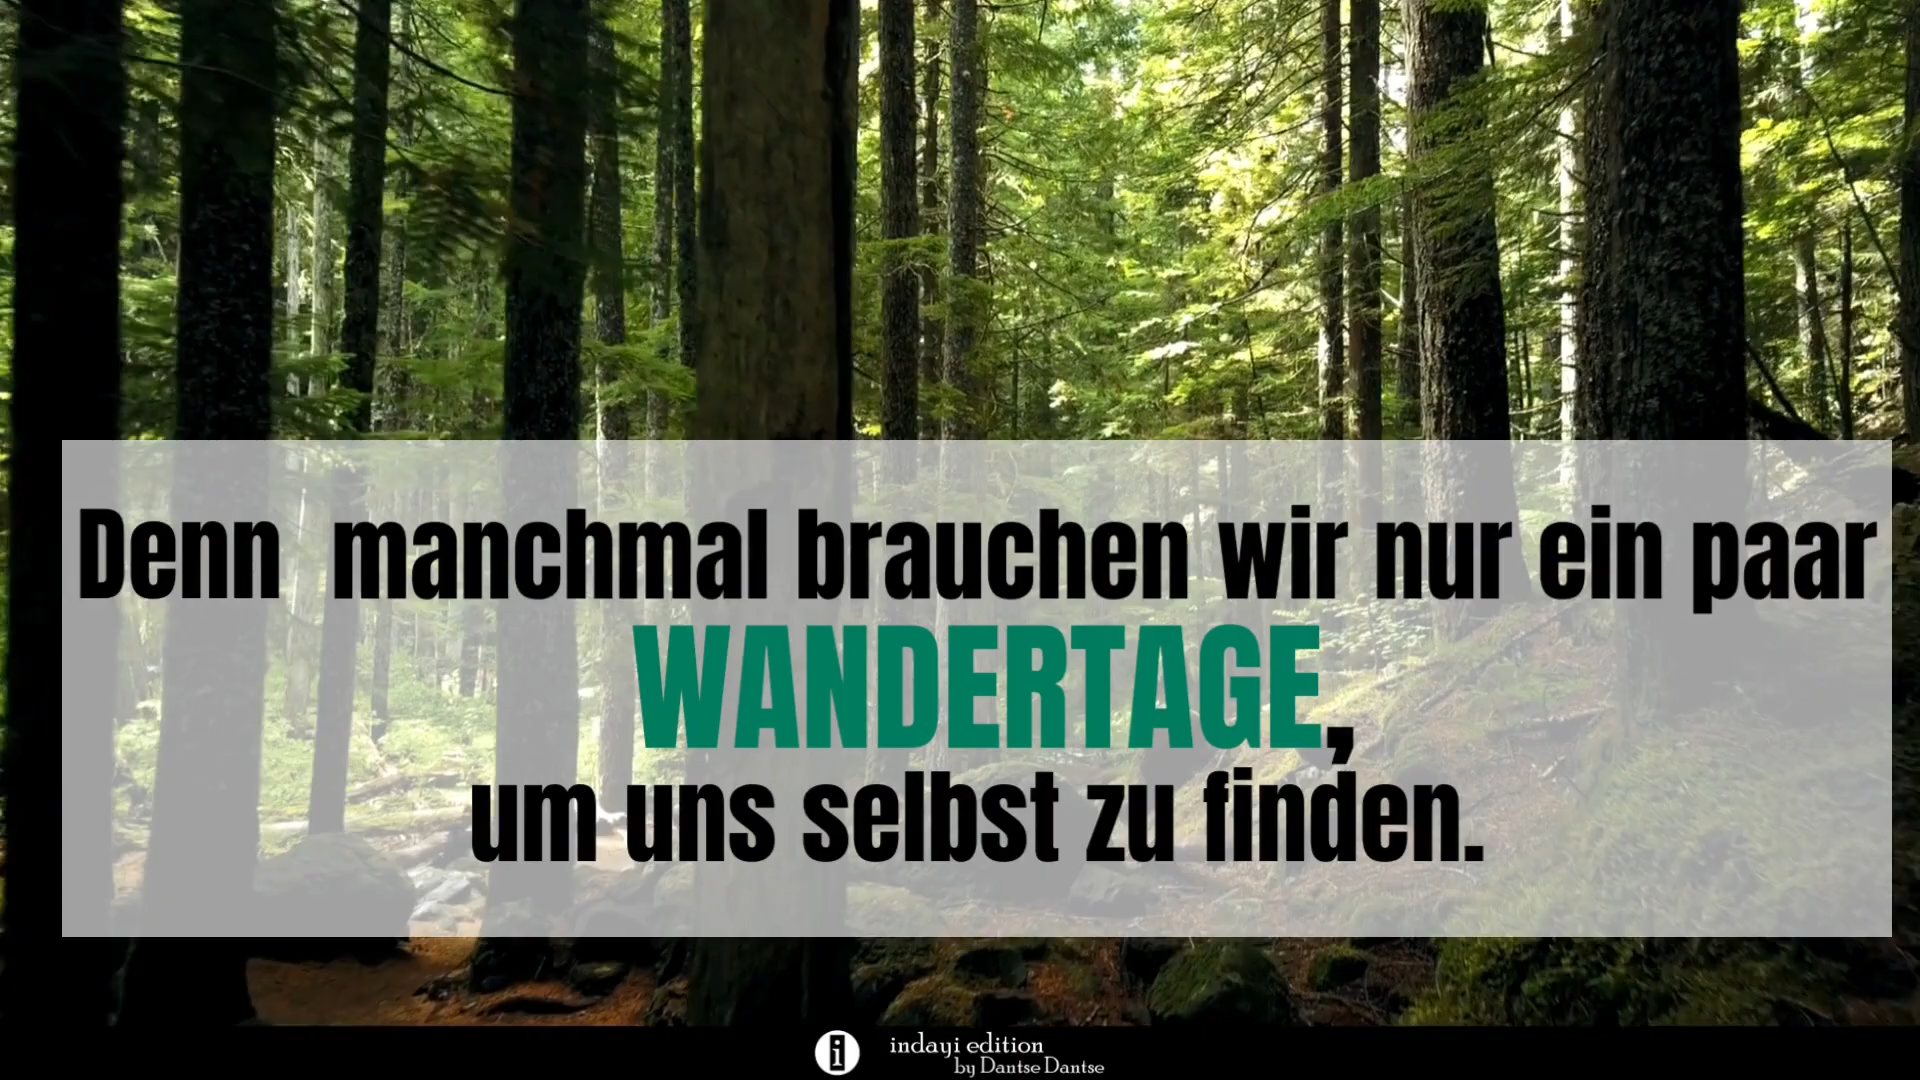 Denn  manchmal brauchen wir nur ein paar
WANDERTAGE,
um uns selbst zu finden.
i indayi edition
by Dantse Dantse